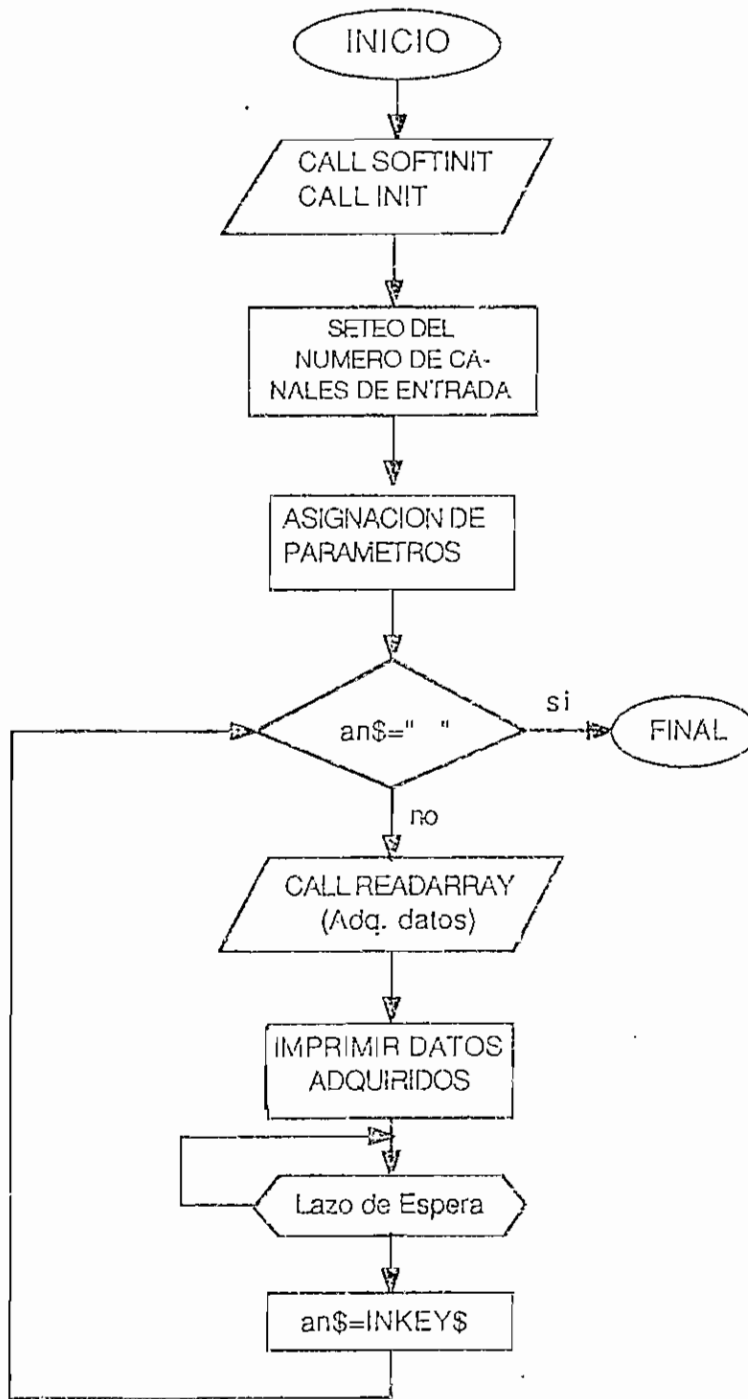 INICIO
CALL SOFTINIT
CALL INIT
SETEO DEL
NUMERO DE CA-
NALES DE ENTRADA
ASIGNACION DE
PARAMETROS
an$=" "
si
FINAL
no
CALL READARRAY
(Adq. datos)
IMPRIMIR DATOS
ADQUIRIDOS
Lazo de Espera
an$=INKEY$